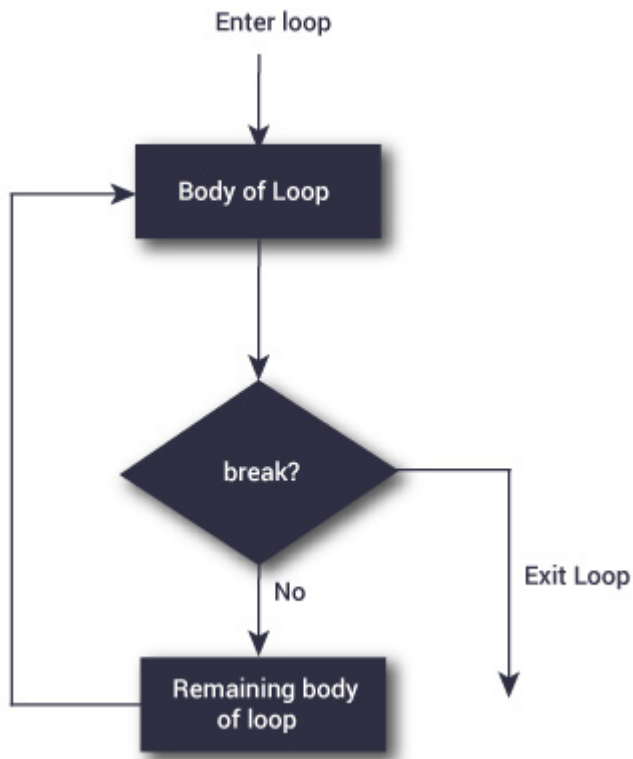 Enter loop
Body of Loop
break?
No
Exit Loop
Remaining body
of loop